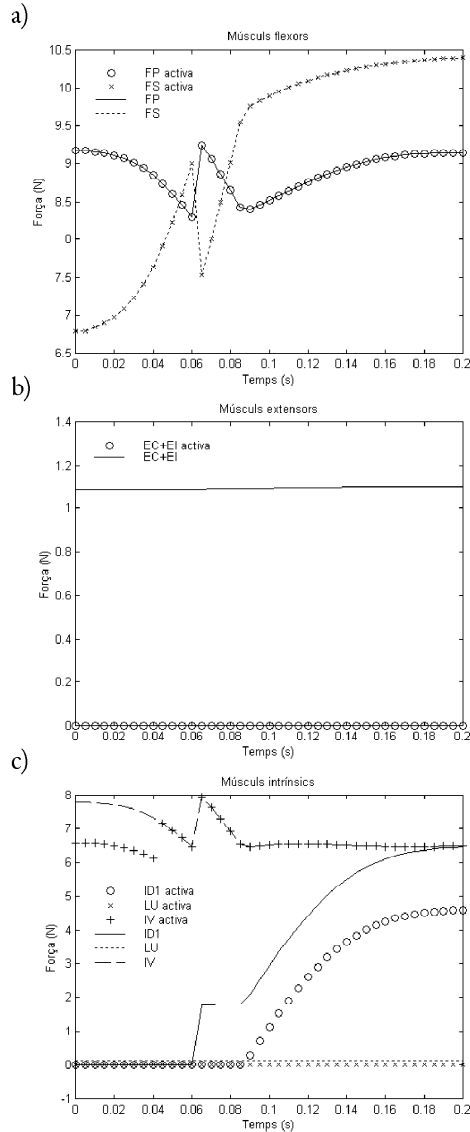 a)
Músculs flexors
10.5
10
9.5
9
8.5
8
7.5
7
6.5
Força (N)
FP activa
FS activa
FP
FS
0 0.02 0.04 0.06 0.08 0.100 0.12 0.14 0.16 0.18 0.2
Temps (s)
b)
Músculs extensors
1.4
1.2
1
0.8
0.6
0.4
0.2
0
Força (N)
EC+EI activa
EC+EI
0 0.02 0.04 0.06 0.08 0.100 0.12 0.14 0.16 0.18 0.2
Temps (s)
c)
Músculs intrínsics
8
7
6
5
4
3
2
1
0
-1
Força (N)
ID1 activa
LU activa
IV activa
ID1
LU
IV
0 0.02 0.04 0.06 0.08 0.100 0.12 0.14 0.16 0.18 0.2
Temps (s)